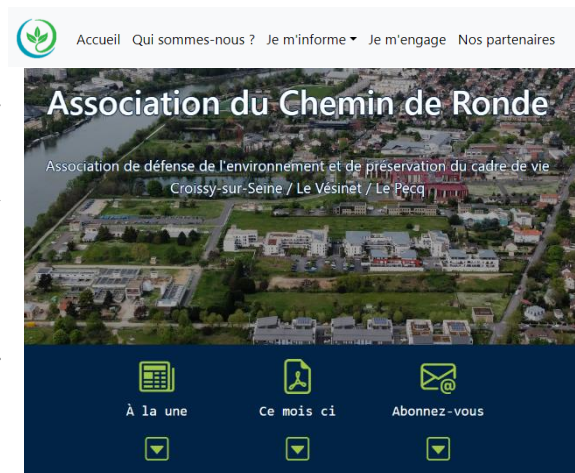 Accueil Qui sommes-nous ? Je m'informe Je m'engage Nos partenaires
Association du Chemin de Ronde
Association de défense de l'environnement et de préservation du cadre de vie
Croissy-sur-Seine / Le Vésinet / Le Pecq
À la une Ce mois ci Abonnez-vous